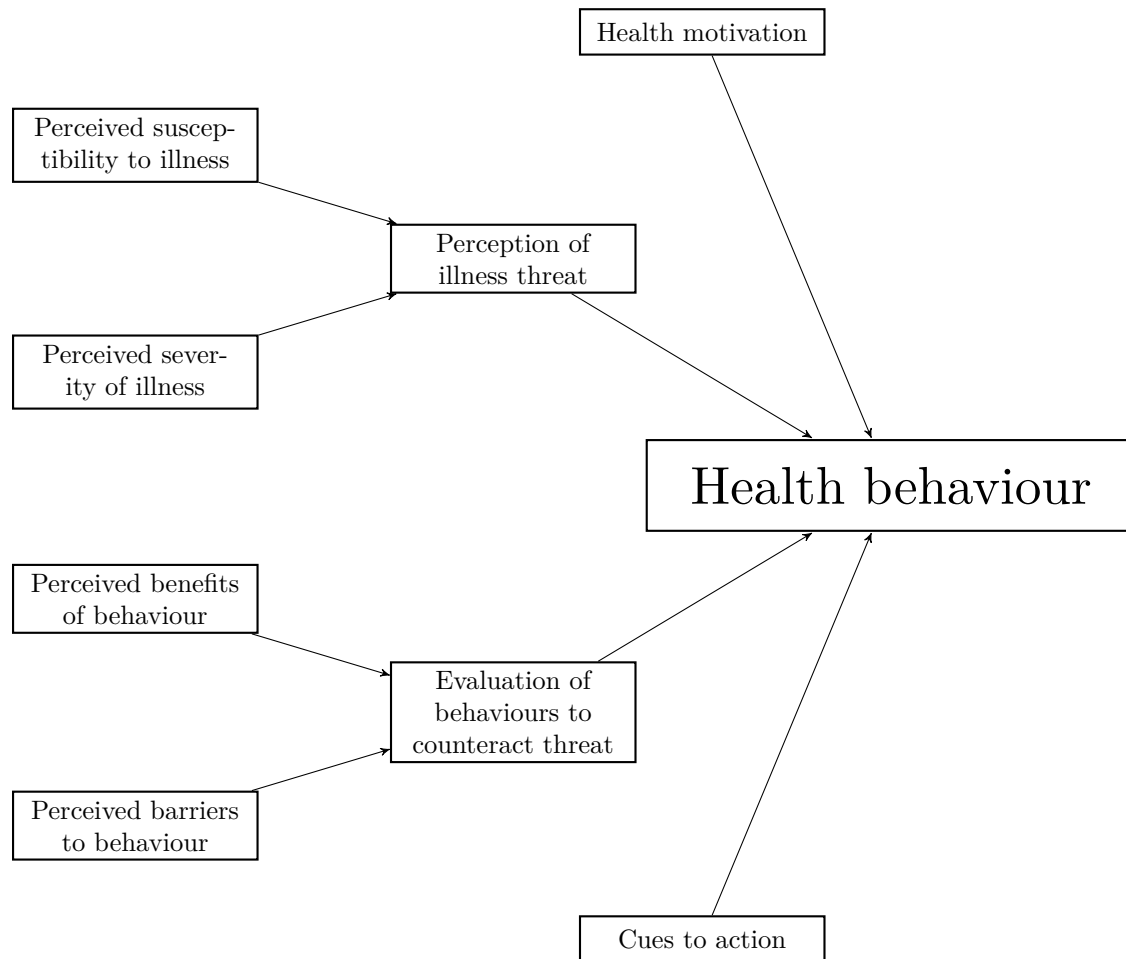 Health motivation
Perceived suscep-
tibility to illness
Perception of
illness threat
Perceived sever-
ity of illness
Health behaviour
Perceived benefits
of behaviour
Evaluation of
behaviours to
counteract threat
Perceived barriers
to behaviour
Cues to action